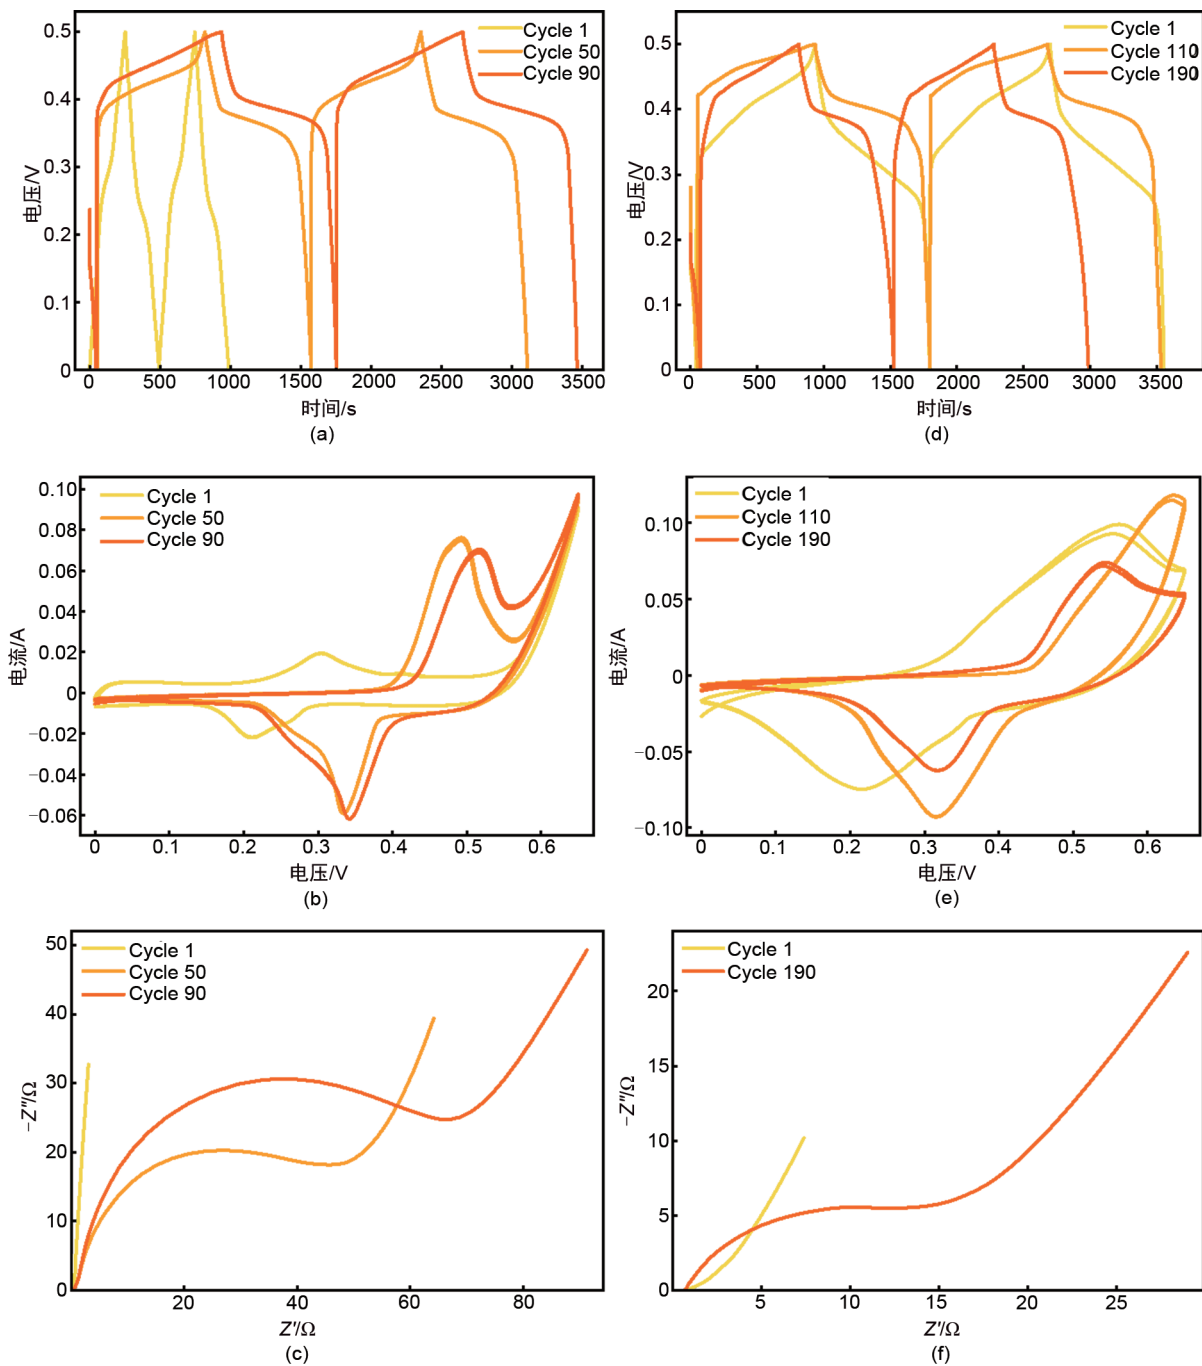 Cycle 1
Cycle 50
Cycle 90
0.5
0.4
0.3
0.2
0.1
0
电压/V
0 500 1000 1500 2000 2500 3000 3500
时间/s
(a)
Cycle 1
Cycle 110
Cycle 190
0.5
0.4
0.3
0.2
0.1
0
电压/V
0 500 1000 1500 2000 2500 3000 3500
时间/s
(d)
Cycle 1
Cycle 50
Cycle 90
0.10
0.08
0.06
0.04
0.02
0
−0.02
−0.04
−0.06
电流/A
0 0.1 0.2 0.3 0.4 0.5 0.6
电压/V
(b)
Cycle 1
Cycle 110
Cycle 190
0.10
0.05
0
−0.05
−0.10
电流/A
0 0.1 0.2 0.3 0.4 0.5 0.6
电压/V
(e)
Cycle 1
Cycle 50
Cycle 90
50
40
30
20
10
0
−Z″/Ω
20 40 60 80
Z′/Ω
(c)
Cycle 1
Cycle 190
20
15
10
5
0
−Z″/Ω
5 10 15 20 25
Z′/Ω
(f)